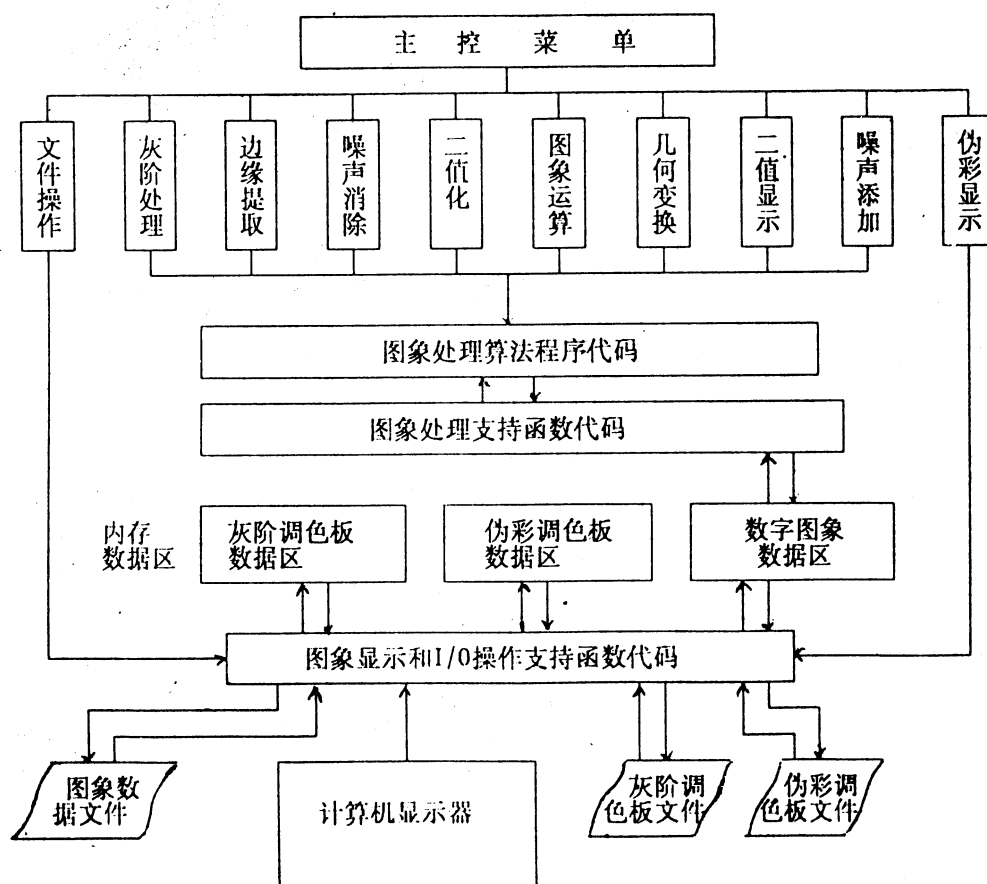 主控菜单
文件操作
灰阶处理
边缘提取
噪声消除
二值化
图象运算
几何变换
二值显示
噪声添加
伪彩显示
图象处理算法程序代码
图象处理支持函数代码
内存
数据区
灰阶调色板
数据区
伪彩调色板
数据区
数字图象
数据区
图象显示和I/O操作支持函数代码
图象数
据文件
计算机显示器
灰阶调
色板文件
伪彩调
色板文件